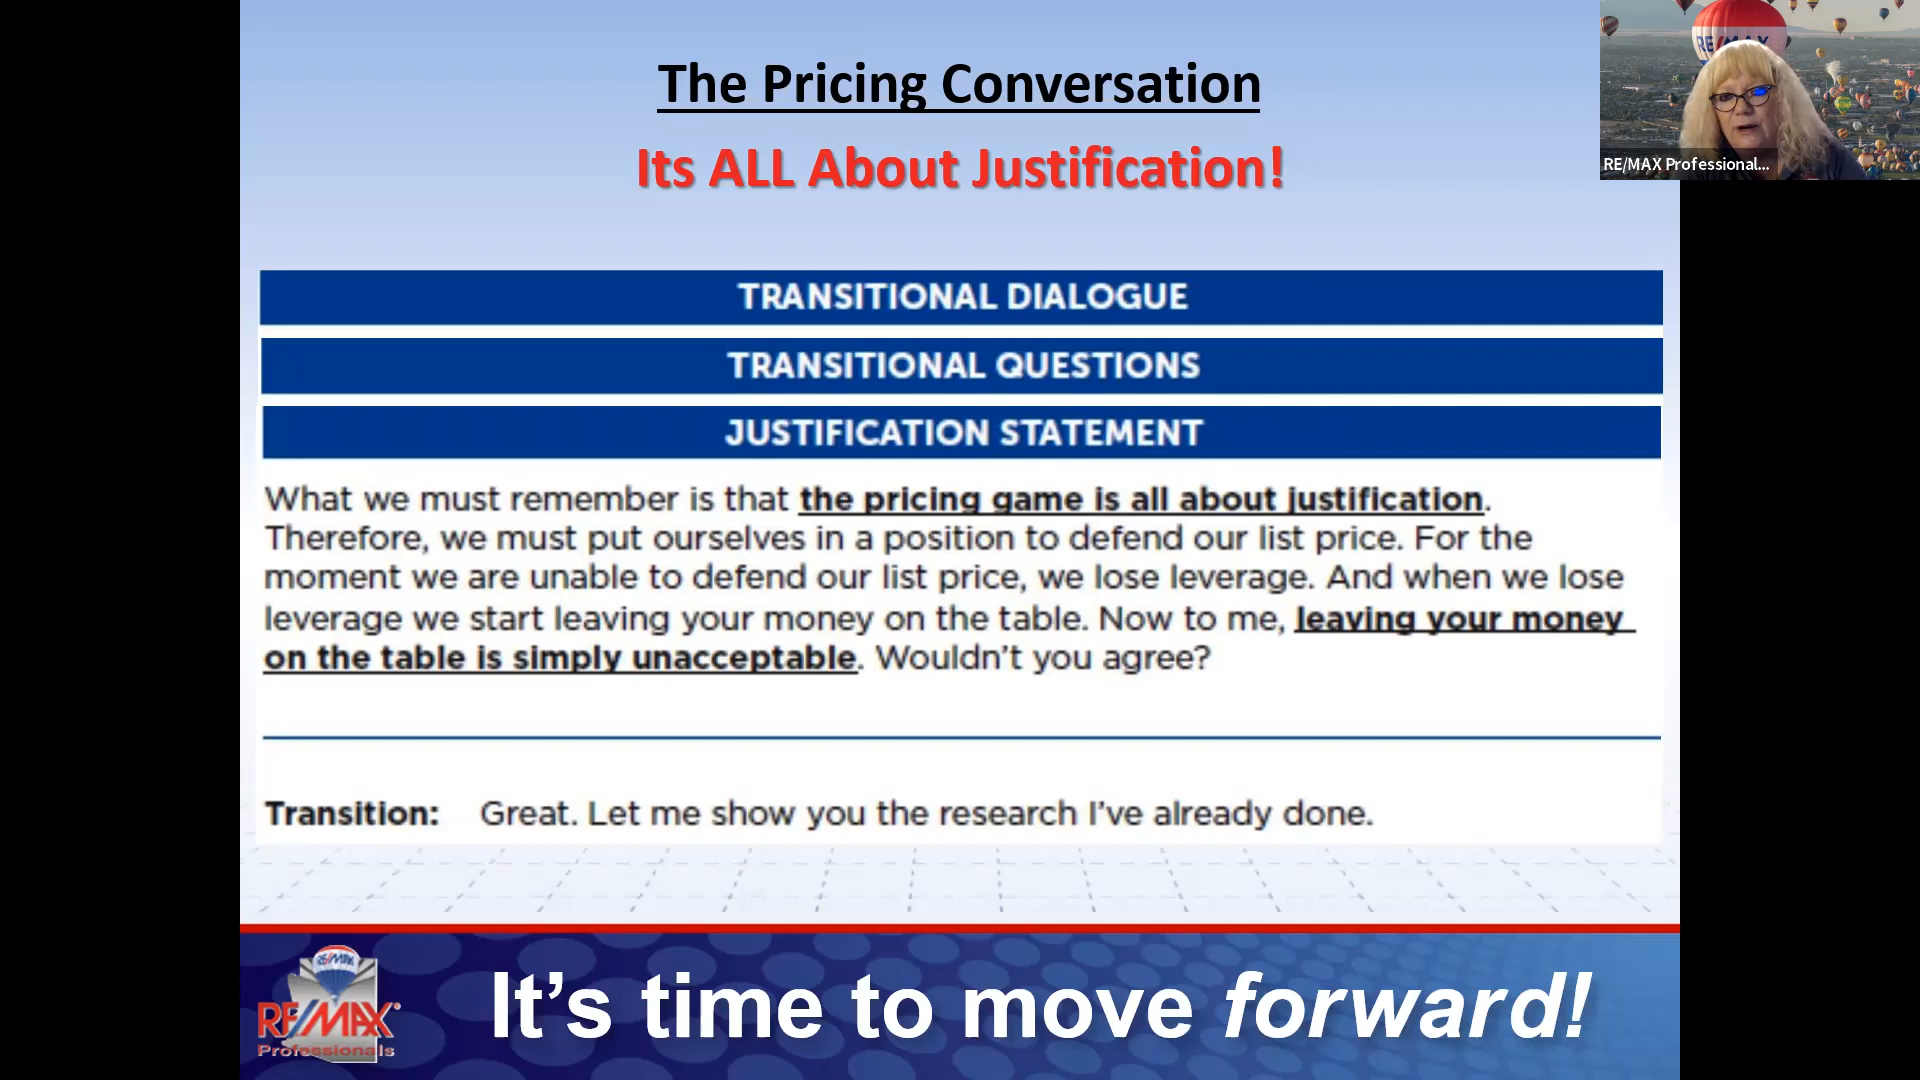 The Pricing Conversation
Its ALL About Justification!
RE/MAX
RE/MAX Professional...
TRANSITIONAL DIALOGUE
TRANSITIONAL QUESTIONS
JUSTIFICATION STATEMENT
What we must remember is that the pricing game is all about justification.
Therefore, we must put ourselves in a position to defend our list price. For the
moment we are unable to defend our list price, we lose leverage. And when we lose
leverage we start leaving your money on the table. Now to me, leaving your money
on the table is simply unacceptable. Wouldn't you agree?
Transition: Great. Let me show you the research I've already done.
RE/MAX
RE/MAX
Professionals
It's time to move forward!